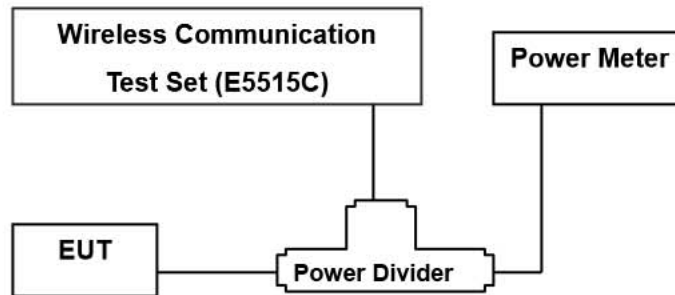 Wireless Communication
Test Set (E5515C)
Power Meter
EUT
Power Divider